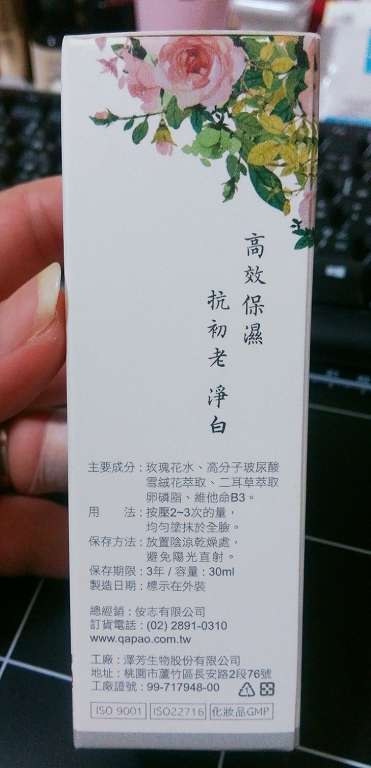 高效保濕
抗初老 淨白
主要成分：玫瑰花水、高分子玻尿酸
雪絨花萃取、二耳草萃取
卵磷脂、維他命B3。
用　　法：按壓2~3次的量，
均勻塗抹於全臉。
保存方法：放置陰涼乾燥處，
避免陽光直射。
保存期限：3年/容量：30ml
製造日期：標示在外裝
總經銷：侒志有限公司
訂貨電話：(02) 2891-0310
www.qapao.com.tw
工廠：澤芳生物股份有限公司
地址：桃園市蘆竹區長安路2段76號
工廠證號：99-717948-00
ISO 9001 ISO22716 化妝品GMP